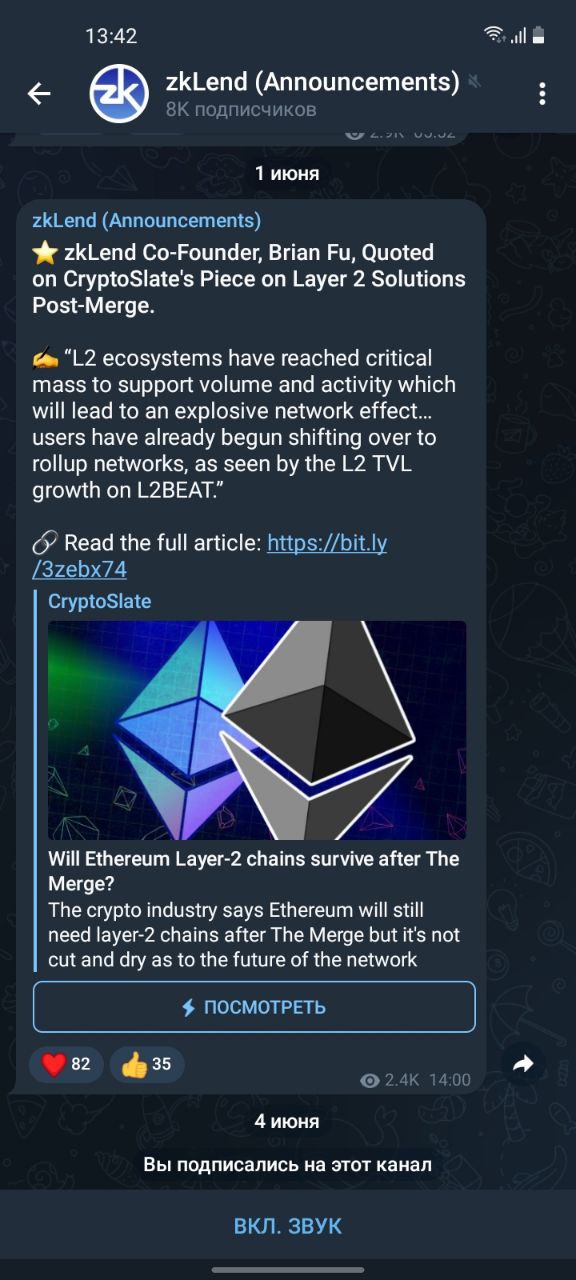 13:42
zkLend (Announcements)
8K подписчиков
1 июня
zkLend (Announcements)
⭐ zkLend Co-Founder, Brian Fu, Quoted
on CryptoSlate's Piece on Layer 2 Solutions
Post-Merge.
✍️ “L2 ecosystems have reached critical
mass to support volume and activity which
will lead to an explosive network effect…
users have already begun shifting over to
rollup networks, as seen by the L2 TVL
growth on L2BEAT.”
🔗 Read the full article: https://bit.ly
/3zebx74
CryptoSlate
Will Ethereum Layer-2 chains survive after The
Merge?
The crypto industry says Ethereum will still
need layer-2 chains after The Merge but it's not
cut and dry as to the future of the network
⚡ ПОСМОТРЕТЬ
❤️ 82 👍 35
2.4K 14:00
4 июня
Вы подписались на этот канал
ВКЛ. ЗВУК